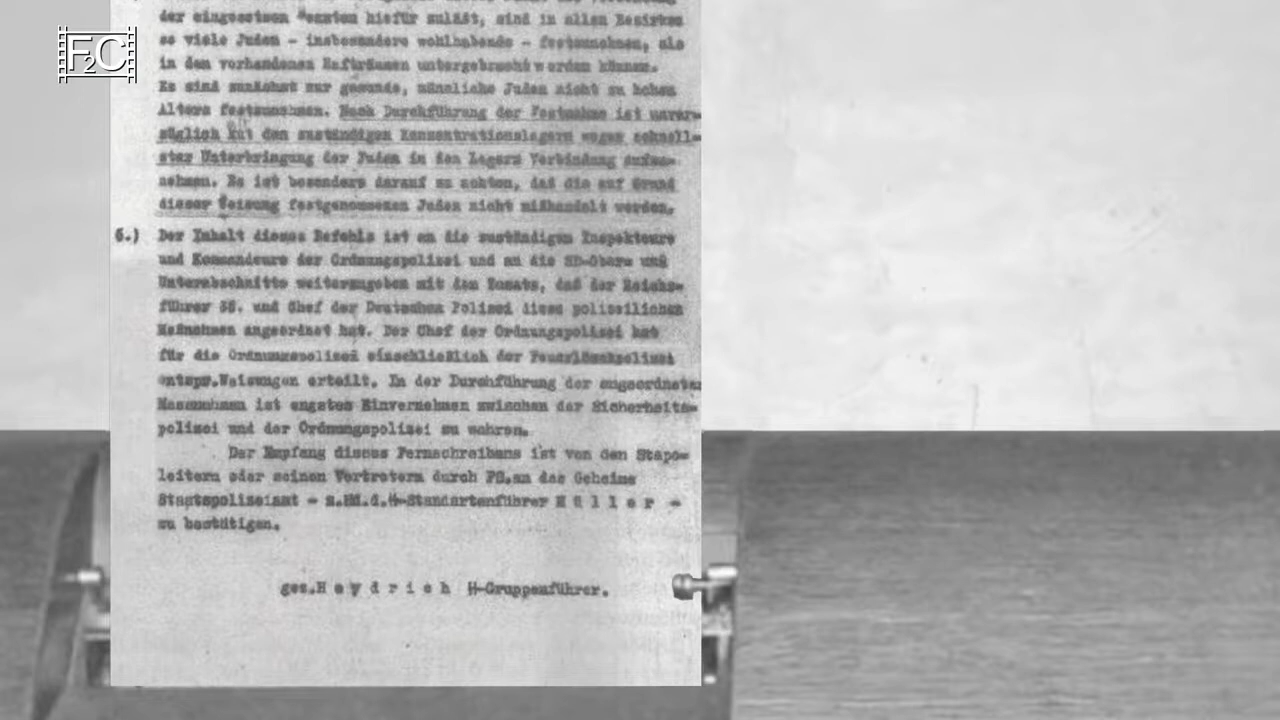 F2C
der eingesetzen Beamten hiefür zuläßt, sind in allen Bezirken
so viele Juden - insbesondere wohlhabende - festzunehmen, als
in den vorhandenen Hafträumen untergebracht werden können.
Es sind zunächst nur gesunde, männliche Juden nicht zu hohen
Alters festzunehmen. Nach Durchführung der Festnahme ist unver=
züglich mit den zuständigen Konzentrationslagern wegen schnell=
ster Unterbringung der Juden in den Lagern Verbindung aufzu=
nehmen. Es ist besonders darauf zu achten, daß die auf Grund
dieser Weisung festgenommenen Juden nicht mißhandelt werden.
6.) Der Inhalt dieses Befehls ist an die zuständigen Inspekteure
und Kommandeure der Ordnungspolizei und an die SD-Ober= und
Unterabschnitte weiterzugeben mit dem Zusatz, daß der Reichs=
führer SS. und Chef der Deutschen Polizei diese polizeilichen
Maßnahmen angeordnet hat. Der Chef der Ordnungspolizei hat
für die Ordnungspolizei einschließlich der Feuerlöschpolizei
entspr.Weisungen erteilt. In der Durchführung der angeordneten
Massnahmen ist engstes Einvernehmen zwischen der Sicherheits=
polizei und der Ordnungspolizei zu wahren.
Der Empfang dieses Fernschreibens ist von den Stapo=
leitern oder seinen Vertretern durch FS.an das Geheime
Staatspolizeiamt - z.Hd.d.SS-Standartenführer M ü l l e r -
zu bestätigen.
gez.H e y d r i c h SS-Gruppenführer.